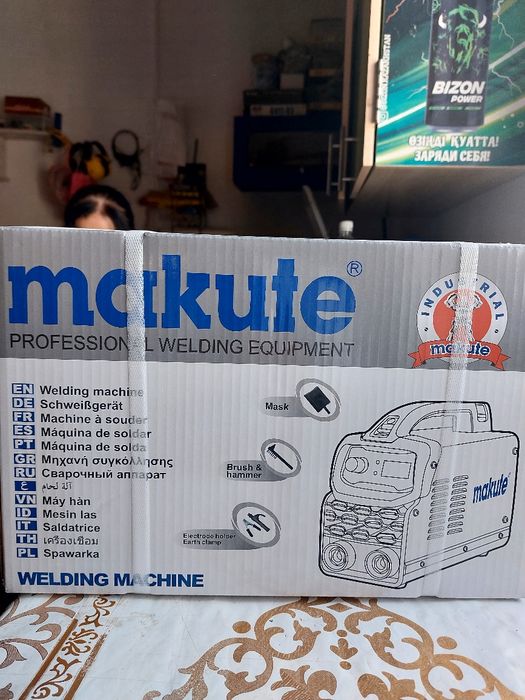 BIZON
POWER
ӨЗІҢДІ ҚУАТТА!
ЗАРЯДИ СЕБЯ!
makute®
PROFESSIONAL WELDING EQUIPMENT
INDUSTRIAL
makute
EN Welding machine
DE Schweißgerät
FR Machine à souder
ES Máquina de soldar
PT Máquina de solda
GR Μηχανή συγκόλλησης
RU Сварочный аппарат
ع آلة لحام
VN Máy hàn
ID Mesin las
IT Saldatrice
TH เครื่องเชื่อม
PL Spawarka
Mask
Brush &
hammer
Electrode holper
Earth clamp
makute
WELDING MACHINE